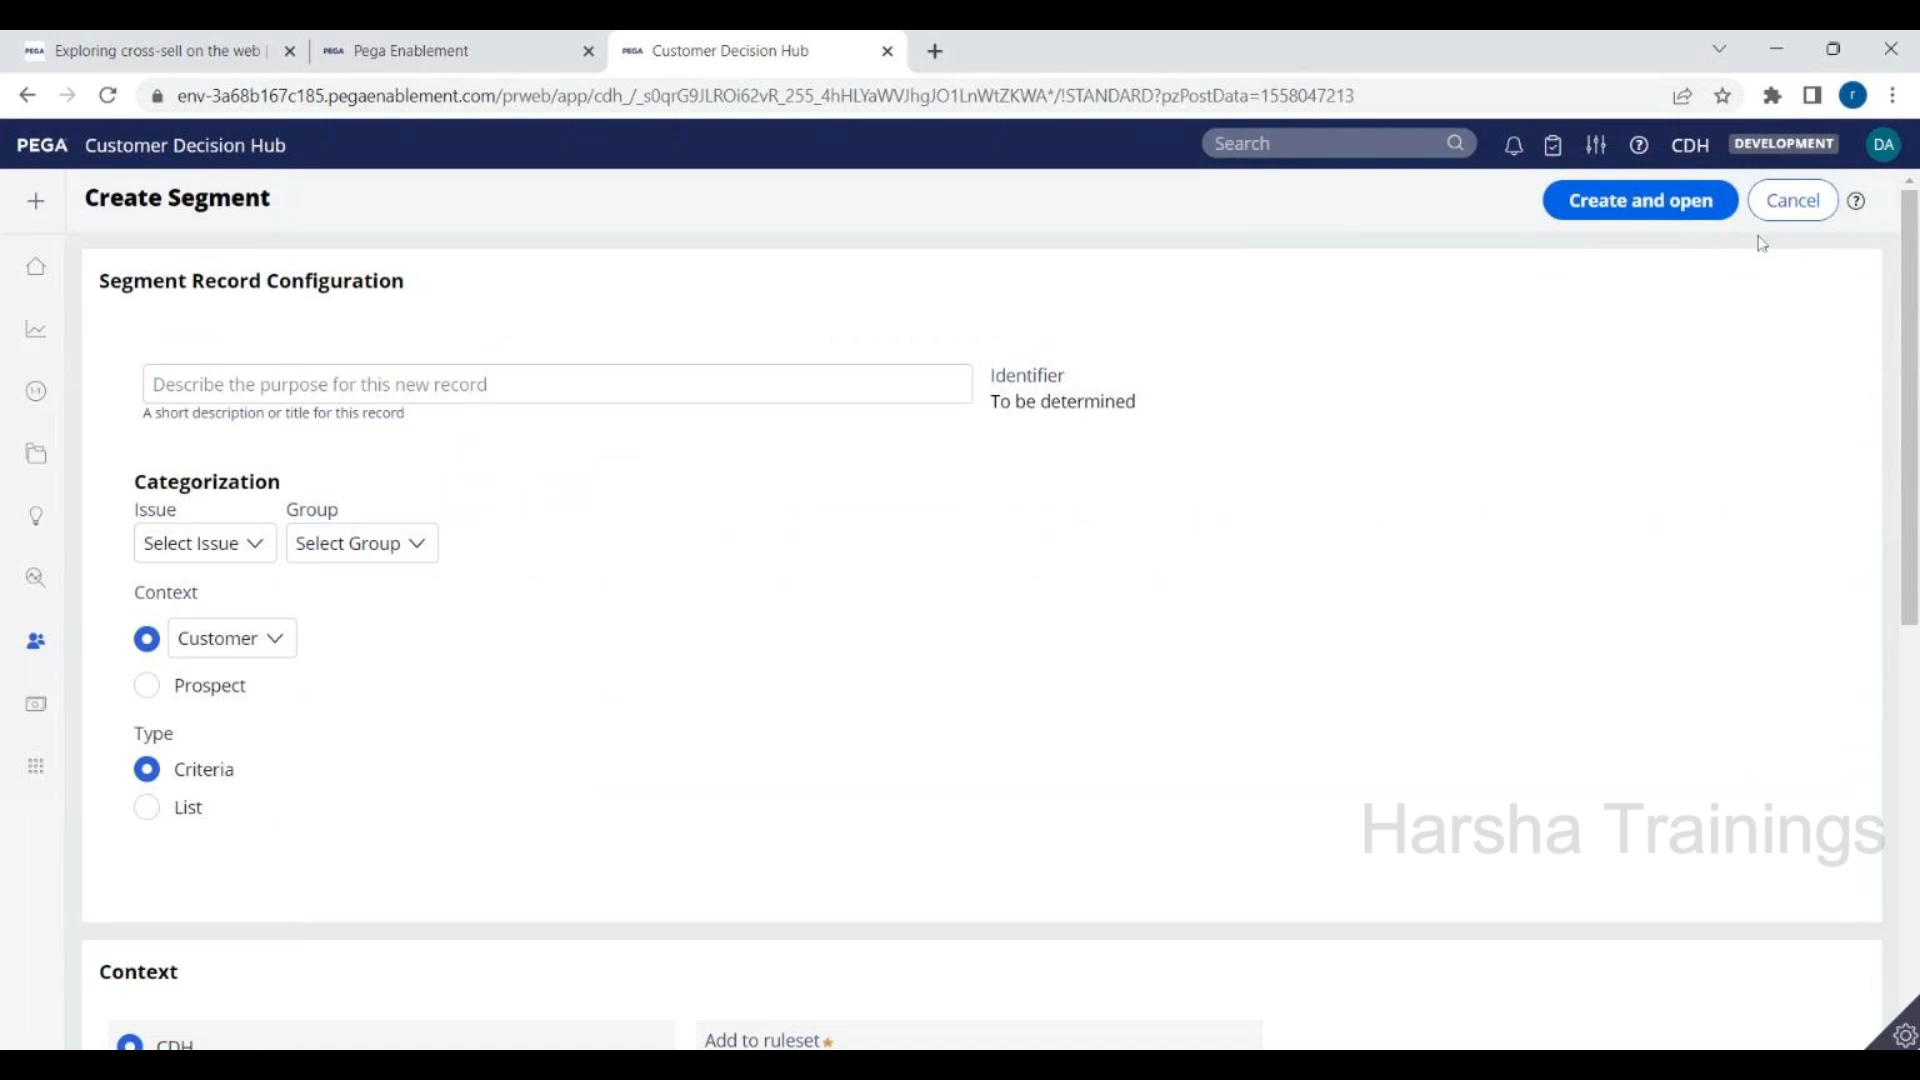 PEGA Exploring cross-sell on the web
PEGA Pega Enablement
PEGA Customer Decision Hub
env-3a68b167c185.pegaenablement.com/prweb/app/cdh_/_s0qrG9JLROi62vR_255_4hHLYaWVJhgJO1LnWtZKWA*/!STANDARD?pzPostData=1558047213
r
PEGA Customer Decision Hub
Search
CDH DEVELOPMENT DA
Create Segment
Create and open Cancel
Segment Record Configuration
Describe the purpose for this new record
A short description or title for this record
Identifier
To be determined
Categorization
Issue Group
Select Issue Select Group
Context
Customer
Prospect
Type
Criteria
List
Harsha Trainings
Context
CDH
Add to ruleset★